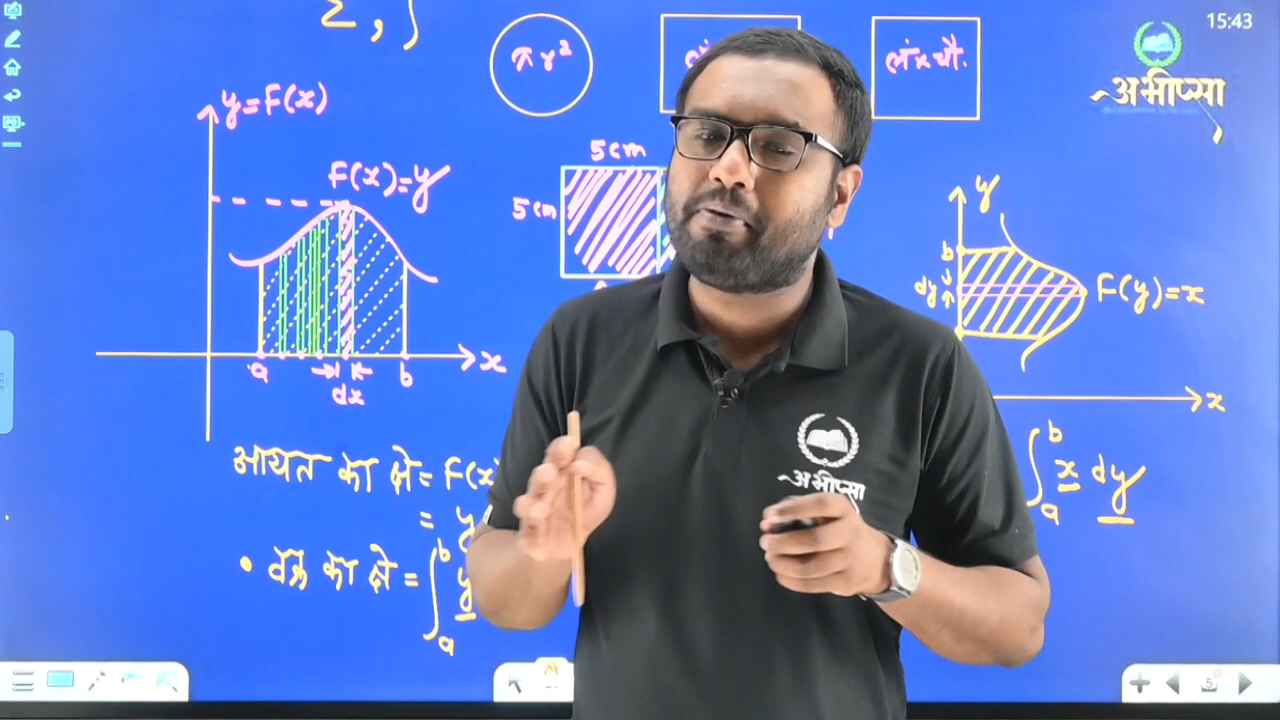 Σ, ∫
15:43
πr²
लं×चौ.
अभीप्सा
y=F(x)
5cm
F(x)=y
5cm
y
b
dy
F(y)=x
a
b
x
dx
x
आयत का क्षे = F(x)
∫ₐᵇ x dy
= y
• वक्र का क्षे = ∫ₐᵇ y
अभीप्सा
5